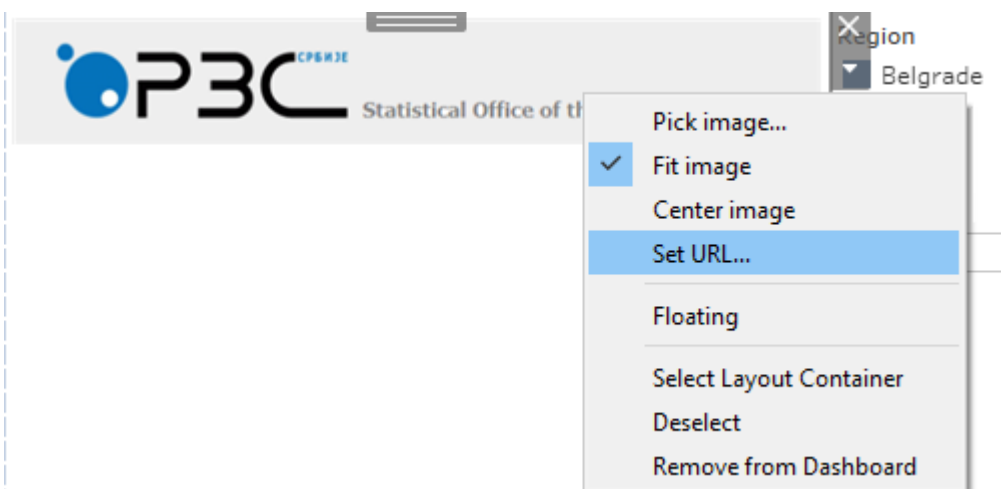 Region
Belgrade
РЗС СРБИЈЕ
Statistical Office of
Pick image...
Fit image
Center image
Set URL...
Floating
Select Layout Container
Deselect
Remove from Dashboard